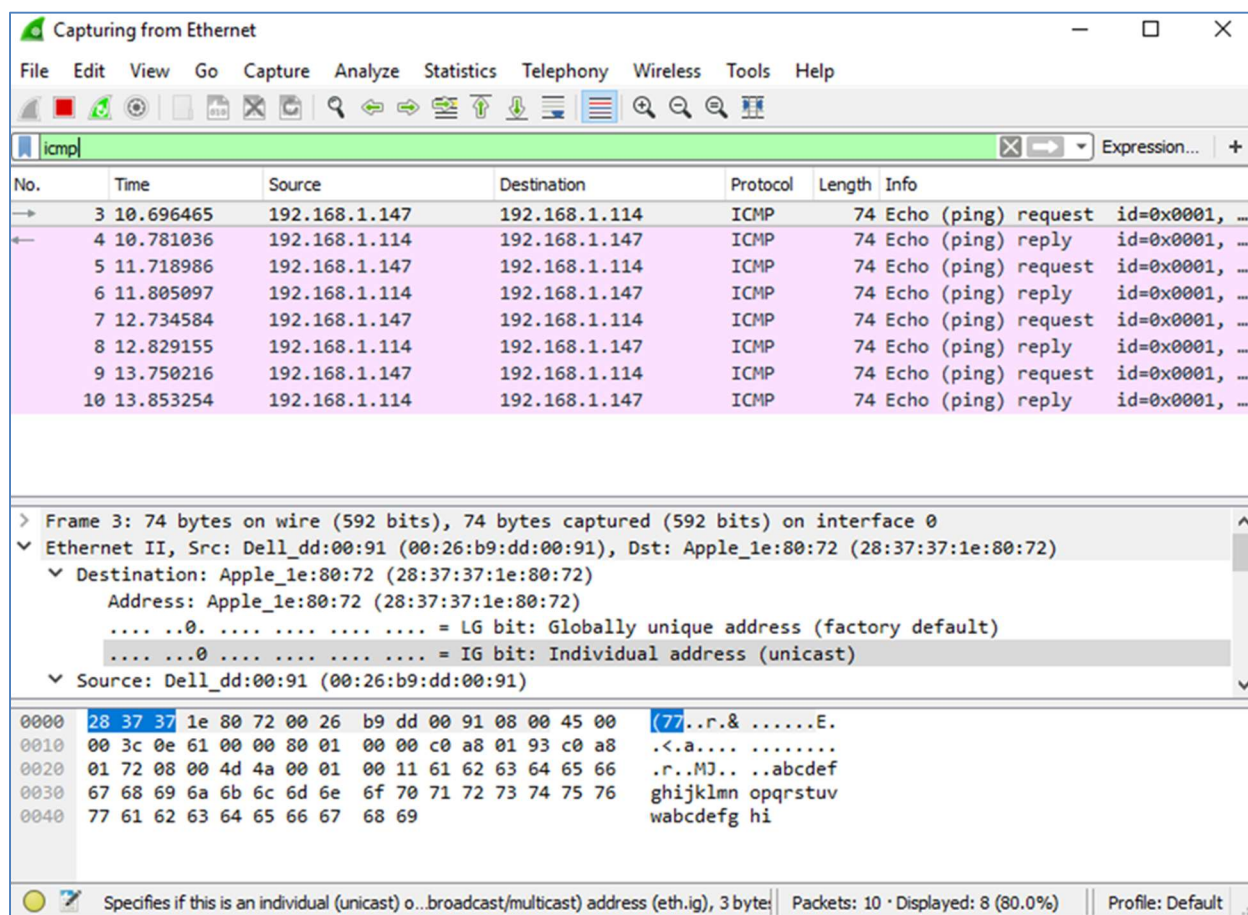 Capturing from Ethernet
File Edit View Go Capture Analyze Statistics Telephony Wireless Tools Help
icmp Expression... +
No. Time Source Destination Protocol Length Info
3 10.696465 192.168.1.147 192.168.1.114 ICMP 74 Echo (ping) request id=0x0001, …
4 10.781036 192.168.1.114 192.168.1.147 ICMP 74 Echo (ping) reply id=0x0001, …
5 11.718986 192.168.1.147 192.168.1.114 ICMP 74 Echo (ping) request id=0x0001, …
6 11.805097 192.168.1.114 192.168.1.147 ICMP 74 Echo (ping) reply id=0x0001, …
7 12.734584 192.168.1.147 192.168.1.114 ICMP 74 Echo (ping) request id=0x0001, …
8 12.829155 192.168.1.114 192.168.1.147 ICMP 74 Echo (ping) reply id=0x0001, …
9 13.750216 192.168.1.147 192.168.1.114 ICMP 74 Echo (ping) request id=0x0001, …
10 13.853254 192.168.1.114 192.168.1.147 ICMP 74 Echo (ping) reply id=0x0001, …
Frame 3: 74 bytes on wire (592 bits), 74 bytes captured (592 bits) on interface 0
Ethernet II, Src: Dell_dd:00:91 (00:26:b9:dd:00:91), Dst: Apple_1e:80:72 (28:37:37:1e:80:72)
Destination: Apple_1e:80:72 (28:37:37:1e:80:72)
Address: Apple_1e:80:72 (28:37:37:1e:80:72)
.... ..0. .... .... .... .... = LG bit: Globally unique address (factory default)
.... ...0 .... .... .... .... = IG bit: Individual address (unicast)
Source: Dell_dd:00:91 (00:26:b9:dd:00:91)
0000 28 37 37 1e 80 72 00 26 b9 dd 00 91 08 00 45 00 (77..r.& ......E.
0010 00 3c 0e 61 00 00 80 01 00 00 c0 a8 01 93 c0 a8 .<.a.... ........
0020 01 72 08 00 4d 4a 00 01 00 11 61 62 63 64 65 66 .r..MJ.. ..abcdef
0030 67 68 69 6a 6b 6c 6d 6e 6f 70 71 72 73 74 75 76 ghijklmn opqrstuv
0040 77 61 62 63 64 65 66 67 68 69 wabcdefg hi
Specifies if this is an individual (unicast) o...broadcast/multicast) address (eth.ig), 3 bytes Packets: 10 · Displayed: 8 (80.0%) Profile: Default